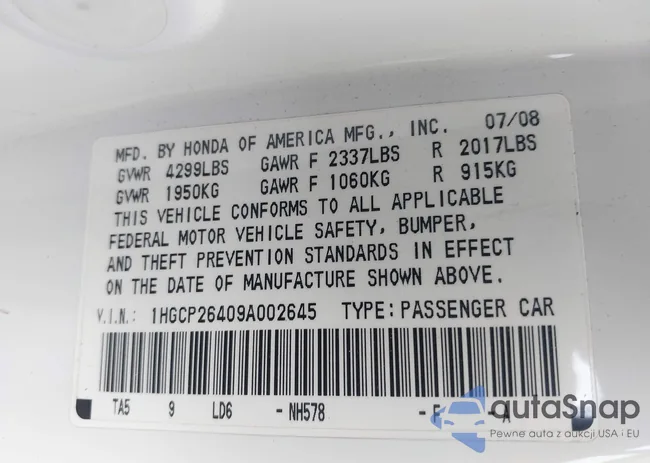 MFD. BY HONDA OF AMERICA MFG., INC. 07/08
GVWR 4299LBS GAWR F 2337LBS R 2017LBS
GVWR 1950KG GAWR F 1060KG R 915KG
THIS VEHICLE CONFORMS TO ALL APPLICABLE
FEDERAL MOTOR VEHICLE SAFETY, BUMPER,
AND THEFT PREVENTION STANDARDS IN EFFECT
ON THE DATE OF MANUFACTURE SHOWN ABOVE.
V.I.N.: 1HGCP26409A002645 TYPE: PASSENGER CAR
TA5 9 LD6 -NH578 -E -A
autaSnap
Pewne auta z aukcji USA i EU